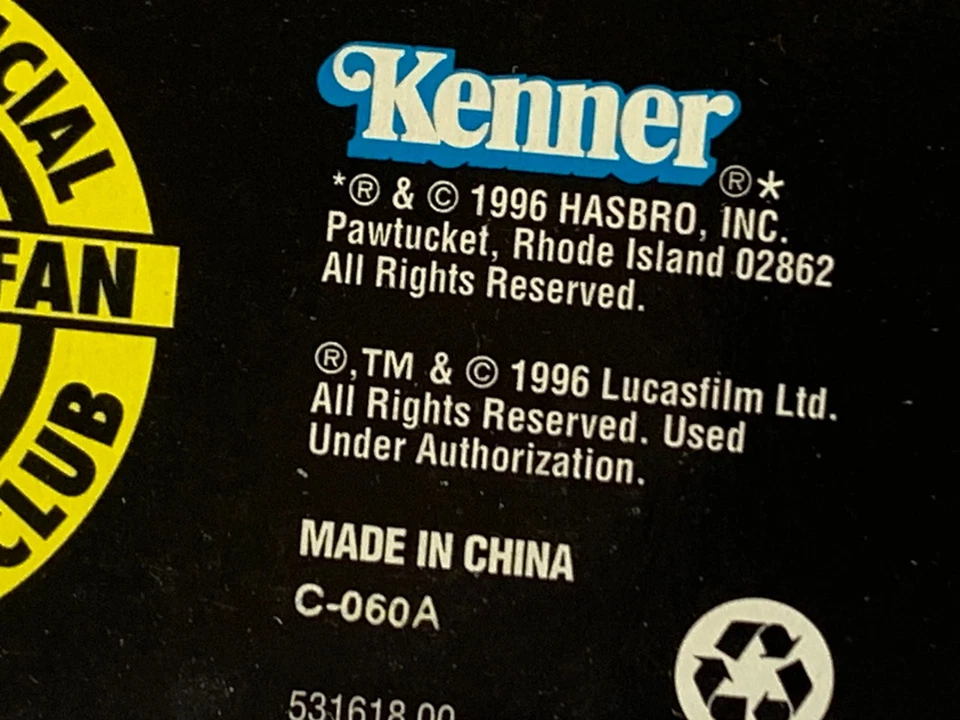 CIAL
FAN
CLUB
Kenner®*
*® & © 1996 HASBRO, INC.
Pawtucket, Rhode Island 02862
All Rights Reserved.
®,TM & © 1996 Lucasfilm Ltd.
All Rights Reserved. Used
Under Authorization.
MADE IN CHINA
C-060A
531618.00